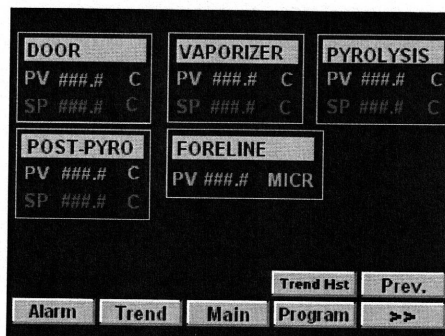 DOOR
PV ###.# C
SP ###.# C
VAPORIZER
PV ###.# C
SP ###.# C
PYROLYSIS
PV ###.# C
SP ###.# C
POST-PYRO
PV ###.# C
SP ###.# C
FORELINE
PV ###.# MICR
Trend Hst Prev.
Alarm Trend Main Program >>